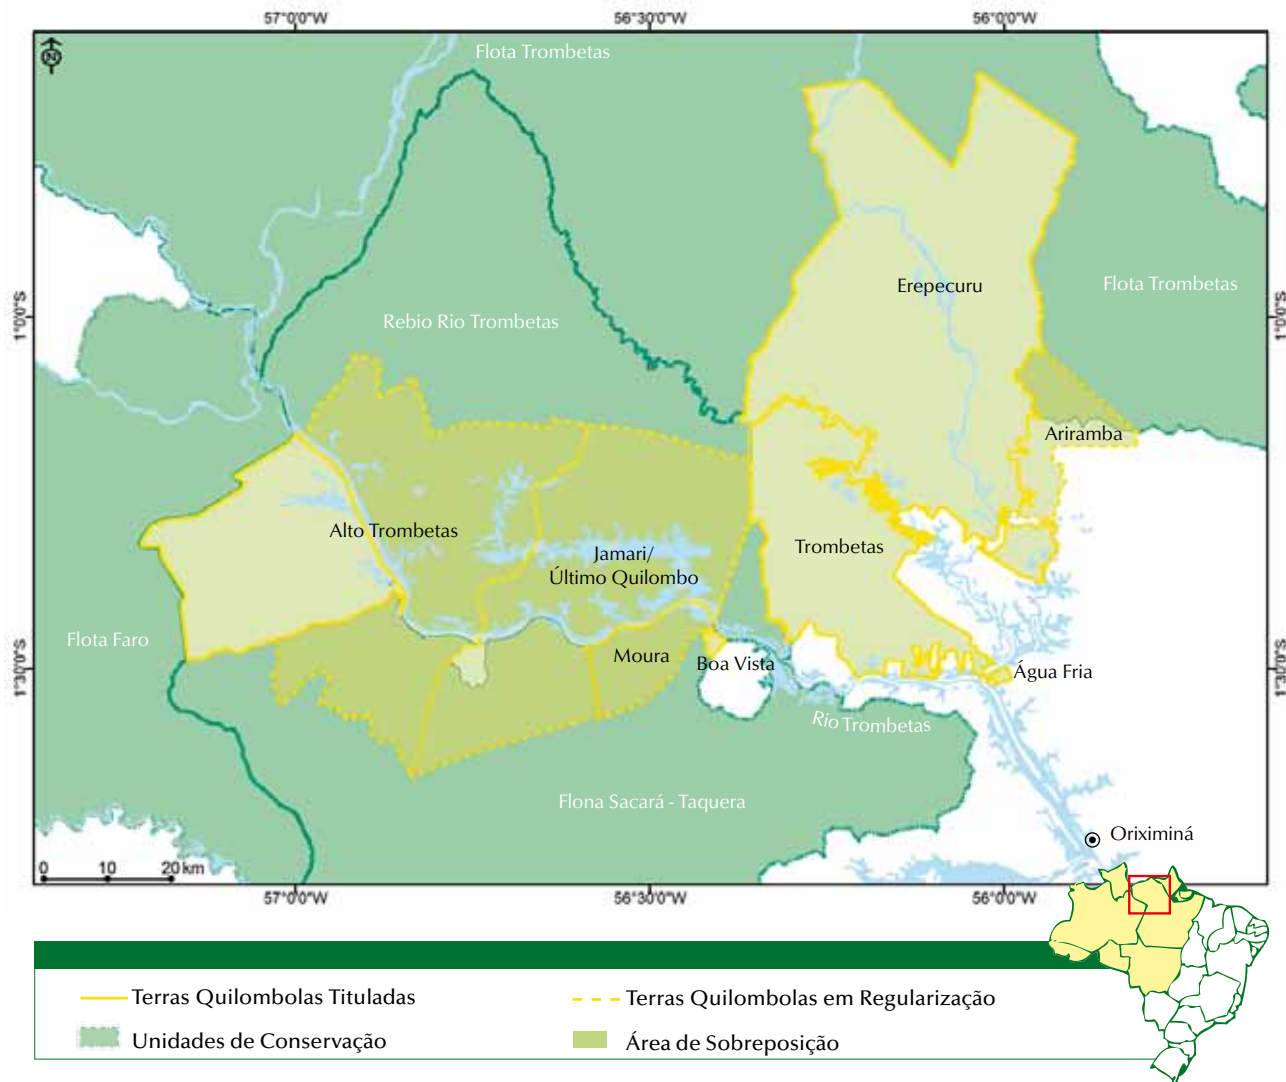 57°0'0"W
56°30'0"W
56°0'0"W
N
Flota Trombetas
Erepecuru
Flota Trombetas
1°0'0"S
1°0'0"S
Rebio Rio Trombetas
Ariramba
Alto Trombetas
Jamari/
Último Quilombo
Trombetas
Flota Faro
Moura
Boa Vista
Água Fria
1°30'0"S
1°30'0"S
Rio Trombetas
Flona Sacará - Taquera
Oriximiná
0 10 20 km
57°0'0"W
56°30'0"W
56°0'0"W
Terras Quilombolas Tituladas
Terras Quilombolas em Regularização
Unidades de Conservação
Área de Sobreposição